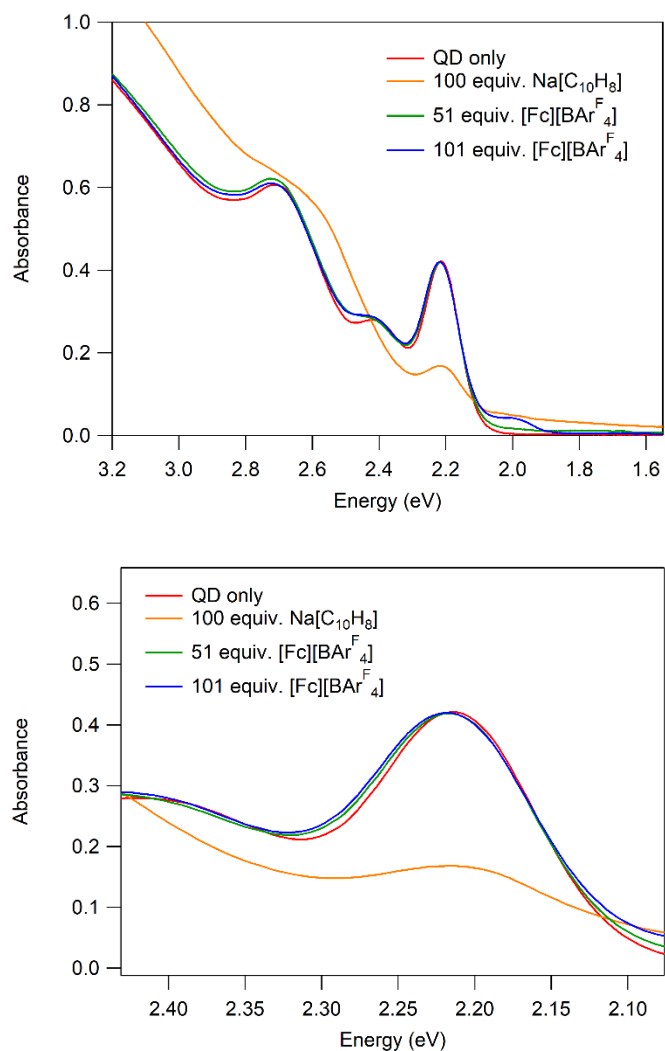 1.0
0.8
0.6
0.4
0.2
0.0
Absorbance
QD only
100 equiv. Na[C₁₀H₈]
51 equiv. [Fc][BArᶠ₄]
101 equiv. [Fc][BArᶠ₄]
3.2 3.0 2.8 2.6 2.4 2.2 2.0 1.8 1.6
Energy (eV)
0.6
0.5
0.4
0.3
0.2
0.1
0.0
Absorbance
QD only
100 equiv. Na[C₁₀H₈]
51 equiv. [Fc][BArᶠ₄]
101 equiv. [Fc][BArᶠ₄]
2.40 2.35 2.30 2.25 2.20 2.15 2.10
Energy (eV)